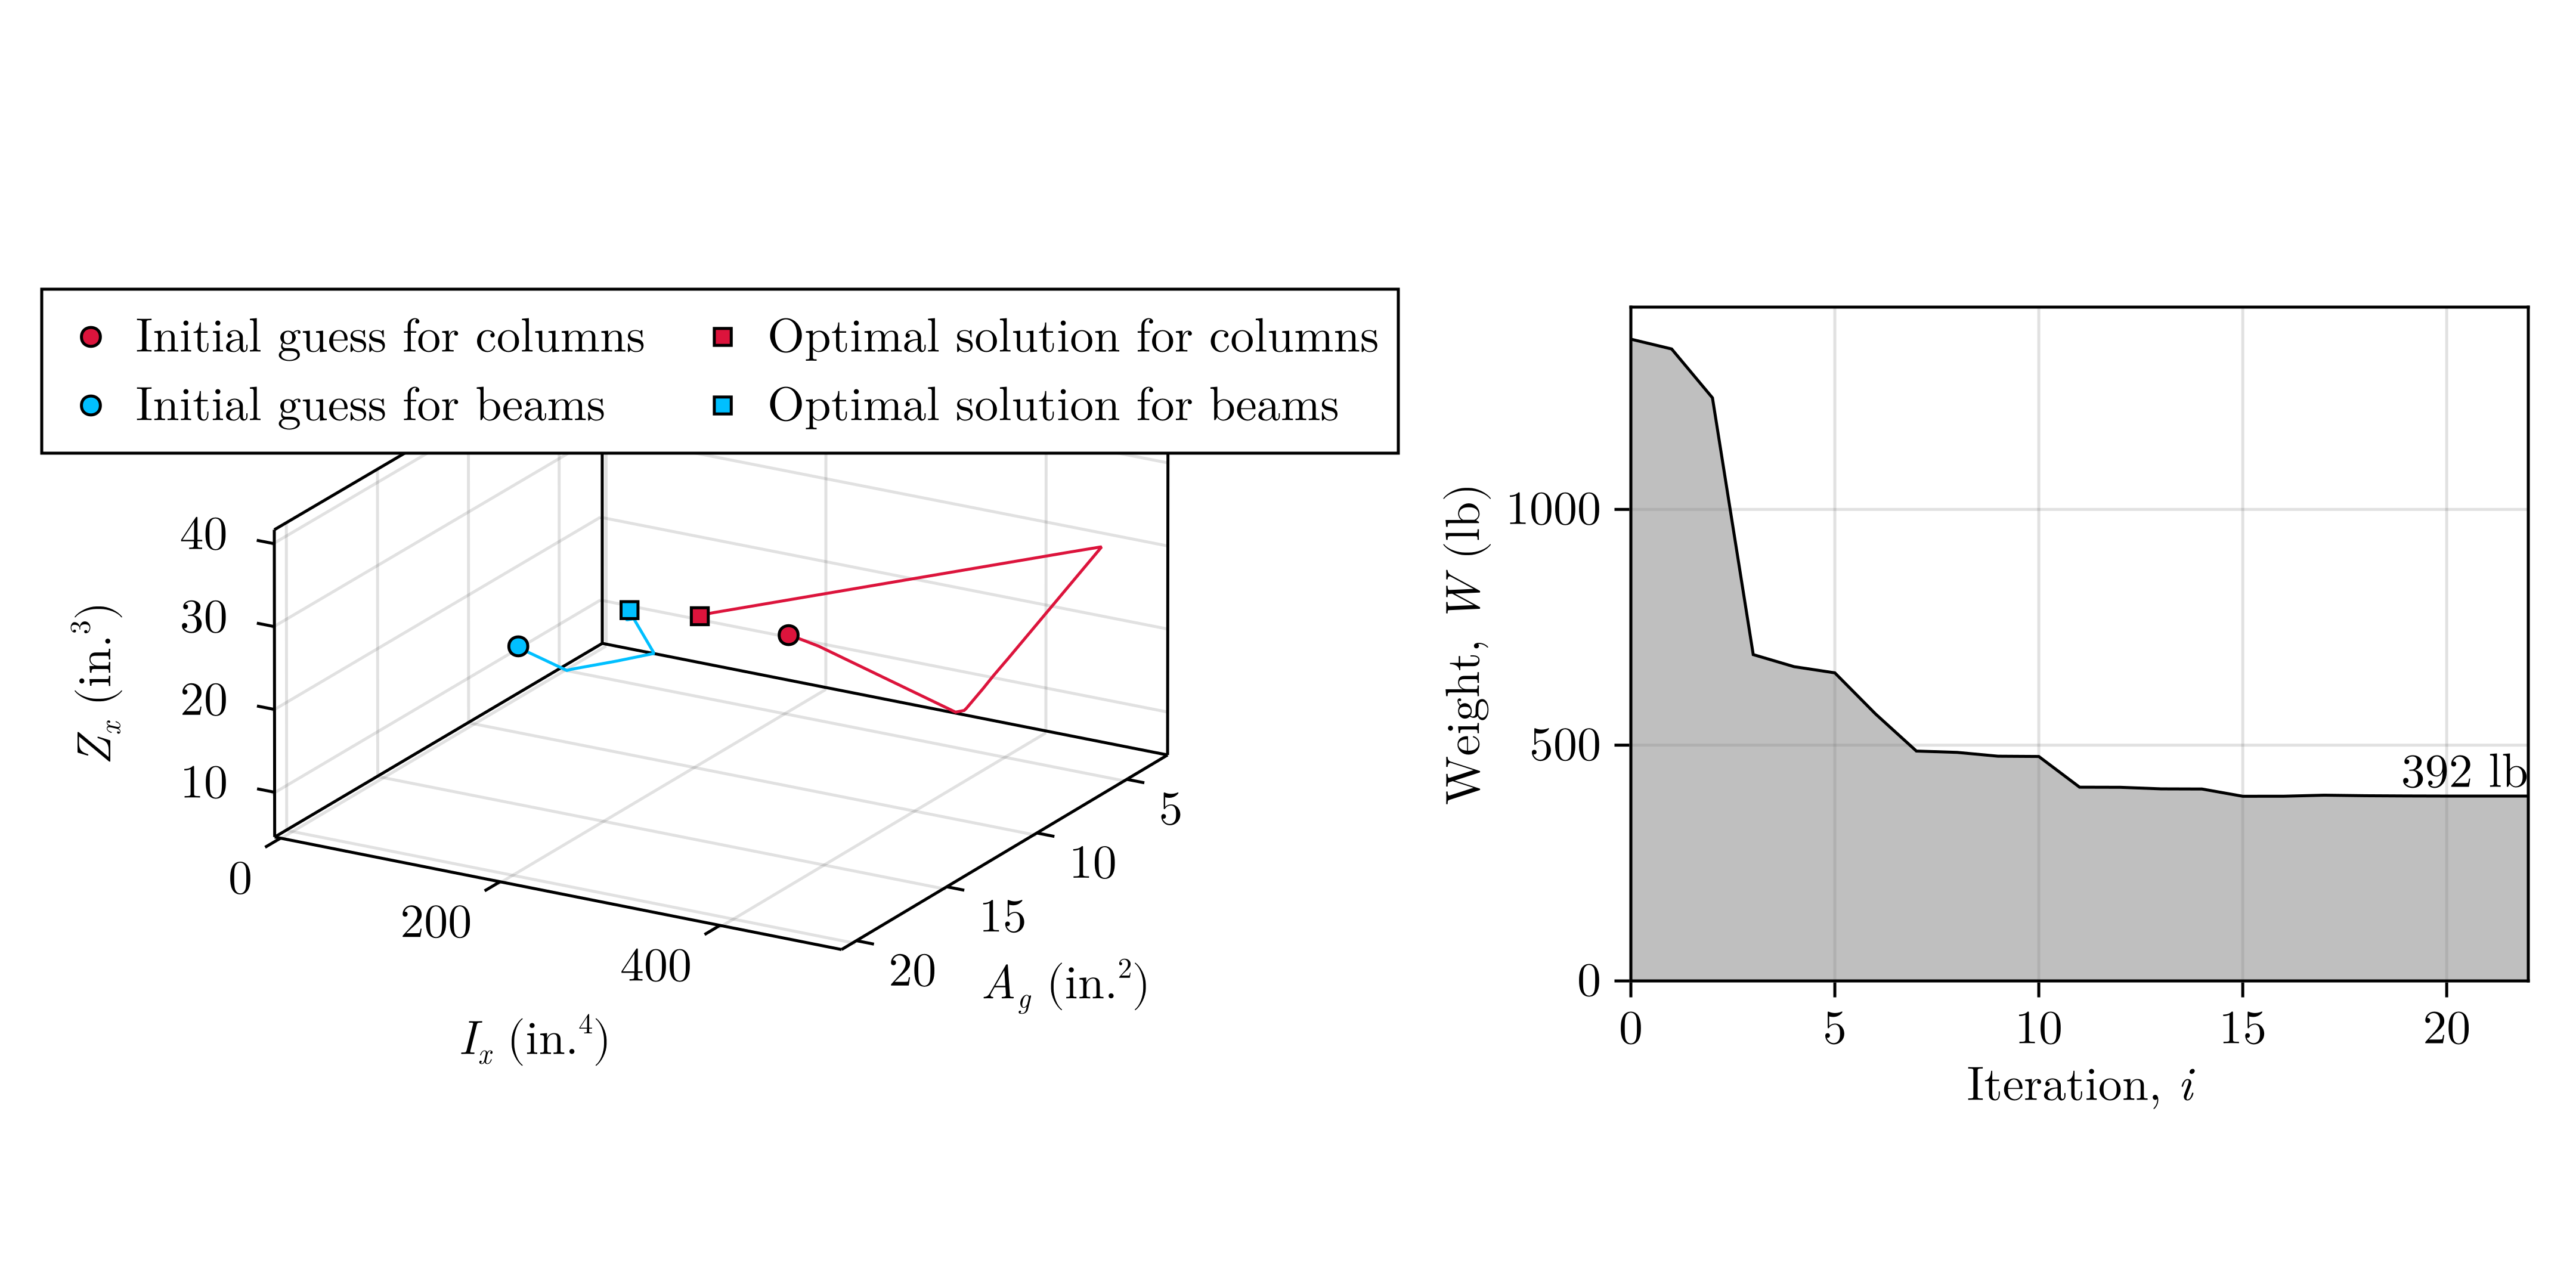 Initial guess for columns
Optimal solution for columns
Initial guess for beams
Optimal solution for beams
40
30
20
10
Zₓ (in.³)
0
200
400
Iₓ (in.⁴)
5
10
15
20
A_g (in.²)
1000
500
0
Weight, W (lb)
392 lb
0
5
10
15
20
Iteration, i